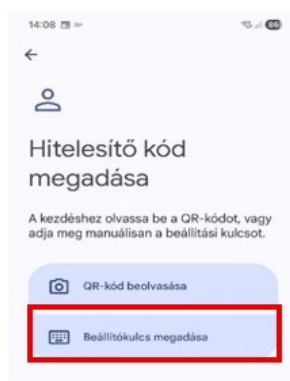 14:08
86
Hitelesítő kód
megadása
A kezdéshez olvassa be a QR-kódot, vagy
adja meg manuálisan a beállítási kulcsot.
QR-kód beolvasása
Beállítókulcs megadása